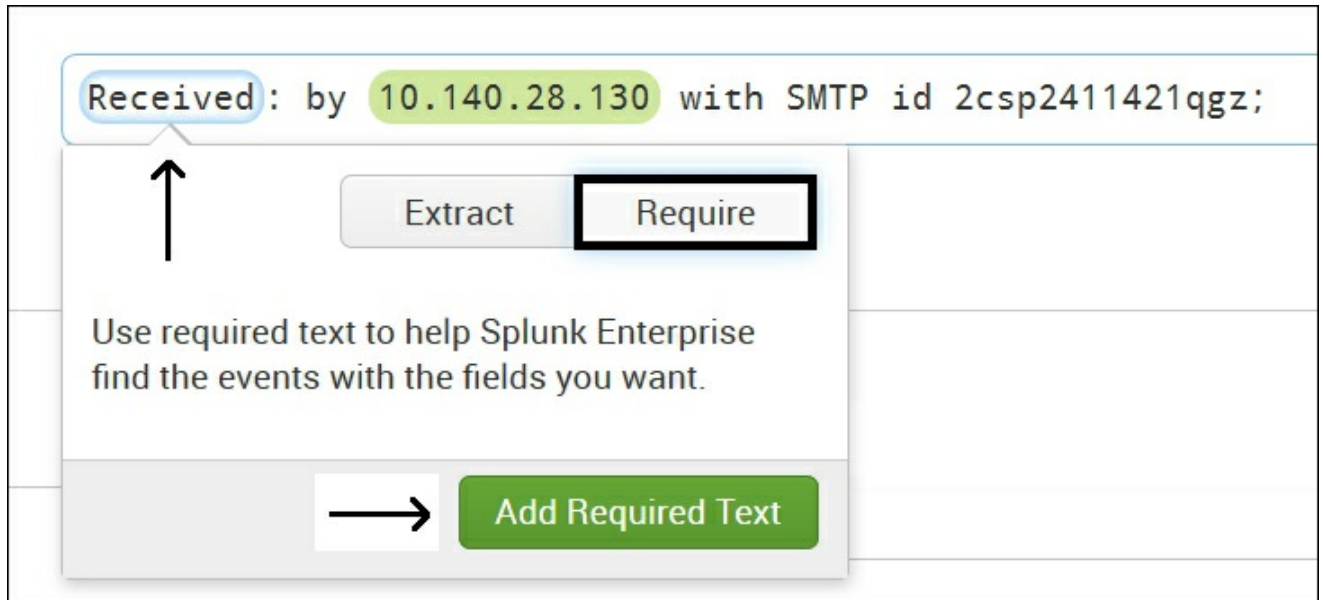 Received: by 10.140.28.130 with SMTP id 2csp2411421qgz;
Extract Require
Use required text to help Splunk Enterprise
find the events with the fields you want.
Add Required Text